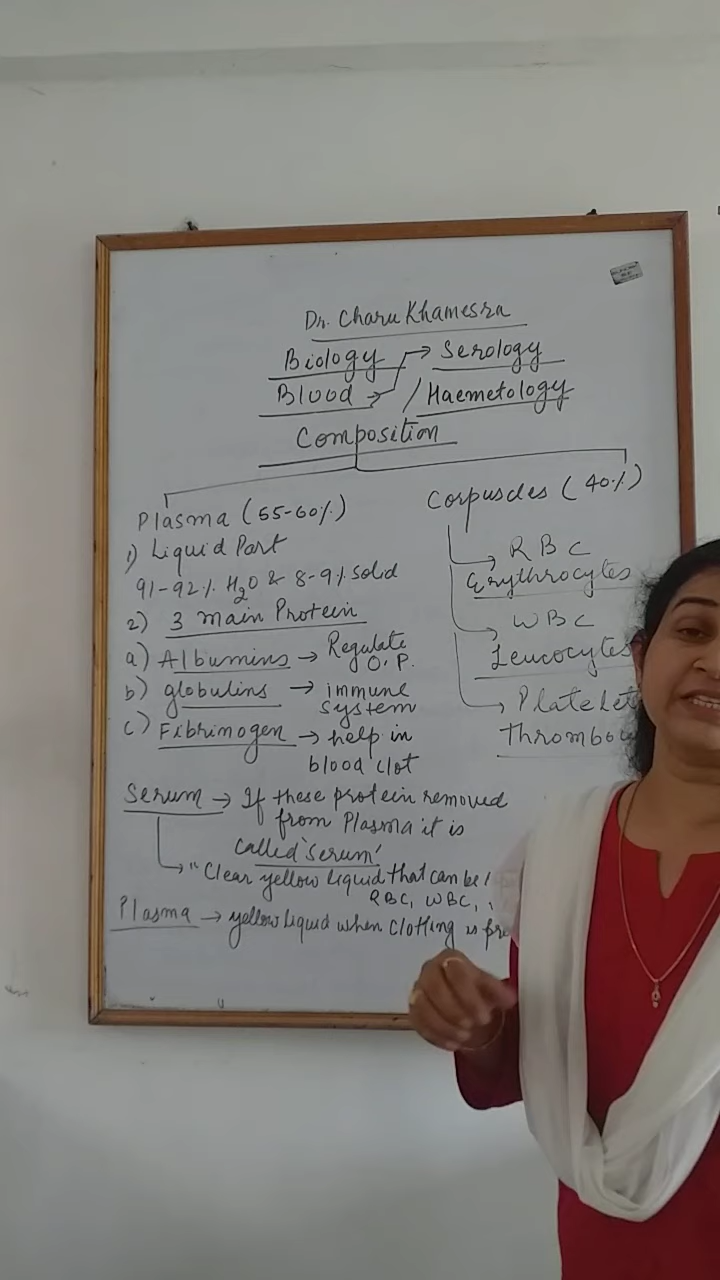 Dr. Charu Khamesra
Biology → Serology
Blood → / Haemetology
Composition
Plasma (55-60%)
1) Liquid Part
91-92% H2O & 8-9% Solid
2) 3 main Protein
a) Albumins → Regulate O.P.
b) globulins → immune system
c) Fibrinogen → help in blood clot
Serum → If these protein removed
from Plasma it is
called 'Serum'
→ "Clear yellow liquid that can be
RBC, WBC,
Plasma → yellow liquid when clotting is pre
Corpuscles (40%)
→ RBC
Erythrocytes
→ WBC
Leucocytes
→ Platelet
Thromboc